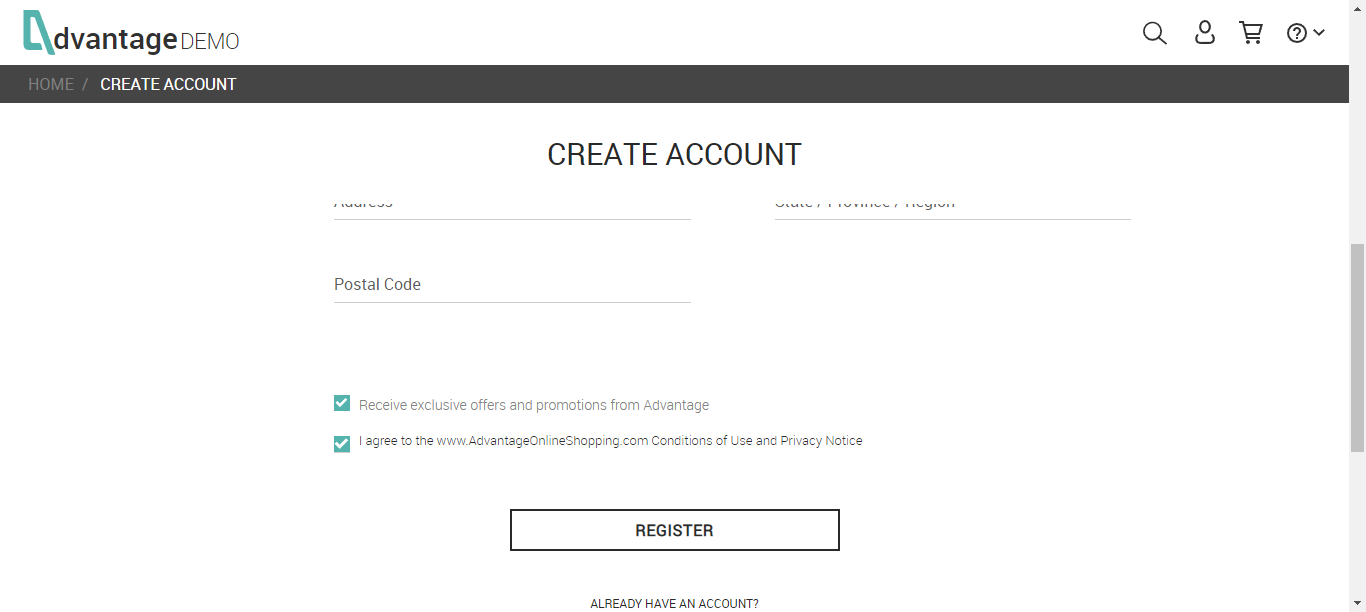 Advantage DEMO
HOME / CREATE ACCOUNT
CREATE ACCOUNT
Address State / Province / Region
Postal Code
Receive exclusive offers and promotions from Advantage
I agree to the www.AdvantageOnlineShopping.com Conditions of Use and Privacy Notice
REGISTER
ALREADY HAVE AN ACCOUNT?